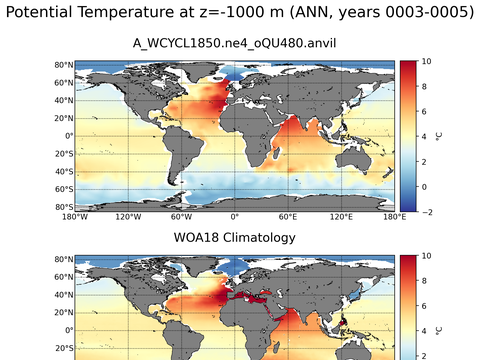 Potential Temperature at z=-1000 m (ANN, years 0003-0005)
A_WCYCL1850.ne4_oQU480.anvil
80°N
60°N
40°N
20°N
0°
20°S
40°S
60°S
80°S
180°W 120°W 60°W 0° 60°E 120°E 180°E
10
8
6
4
2
0
−2
°C
WOA18 Climatology
80°N
60°N
40°N
20°N
0°
20°S
10
8
6
4
2
°C